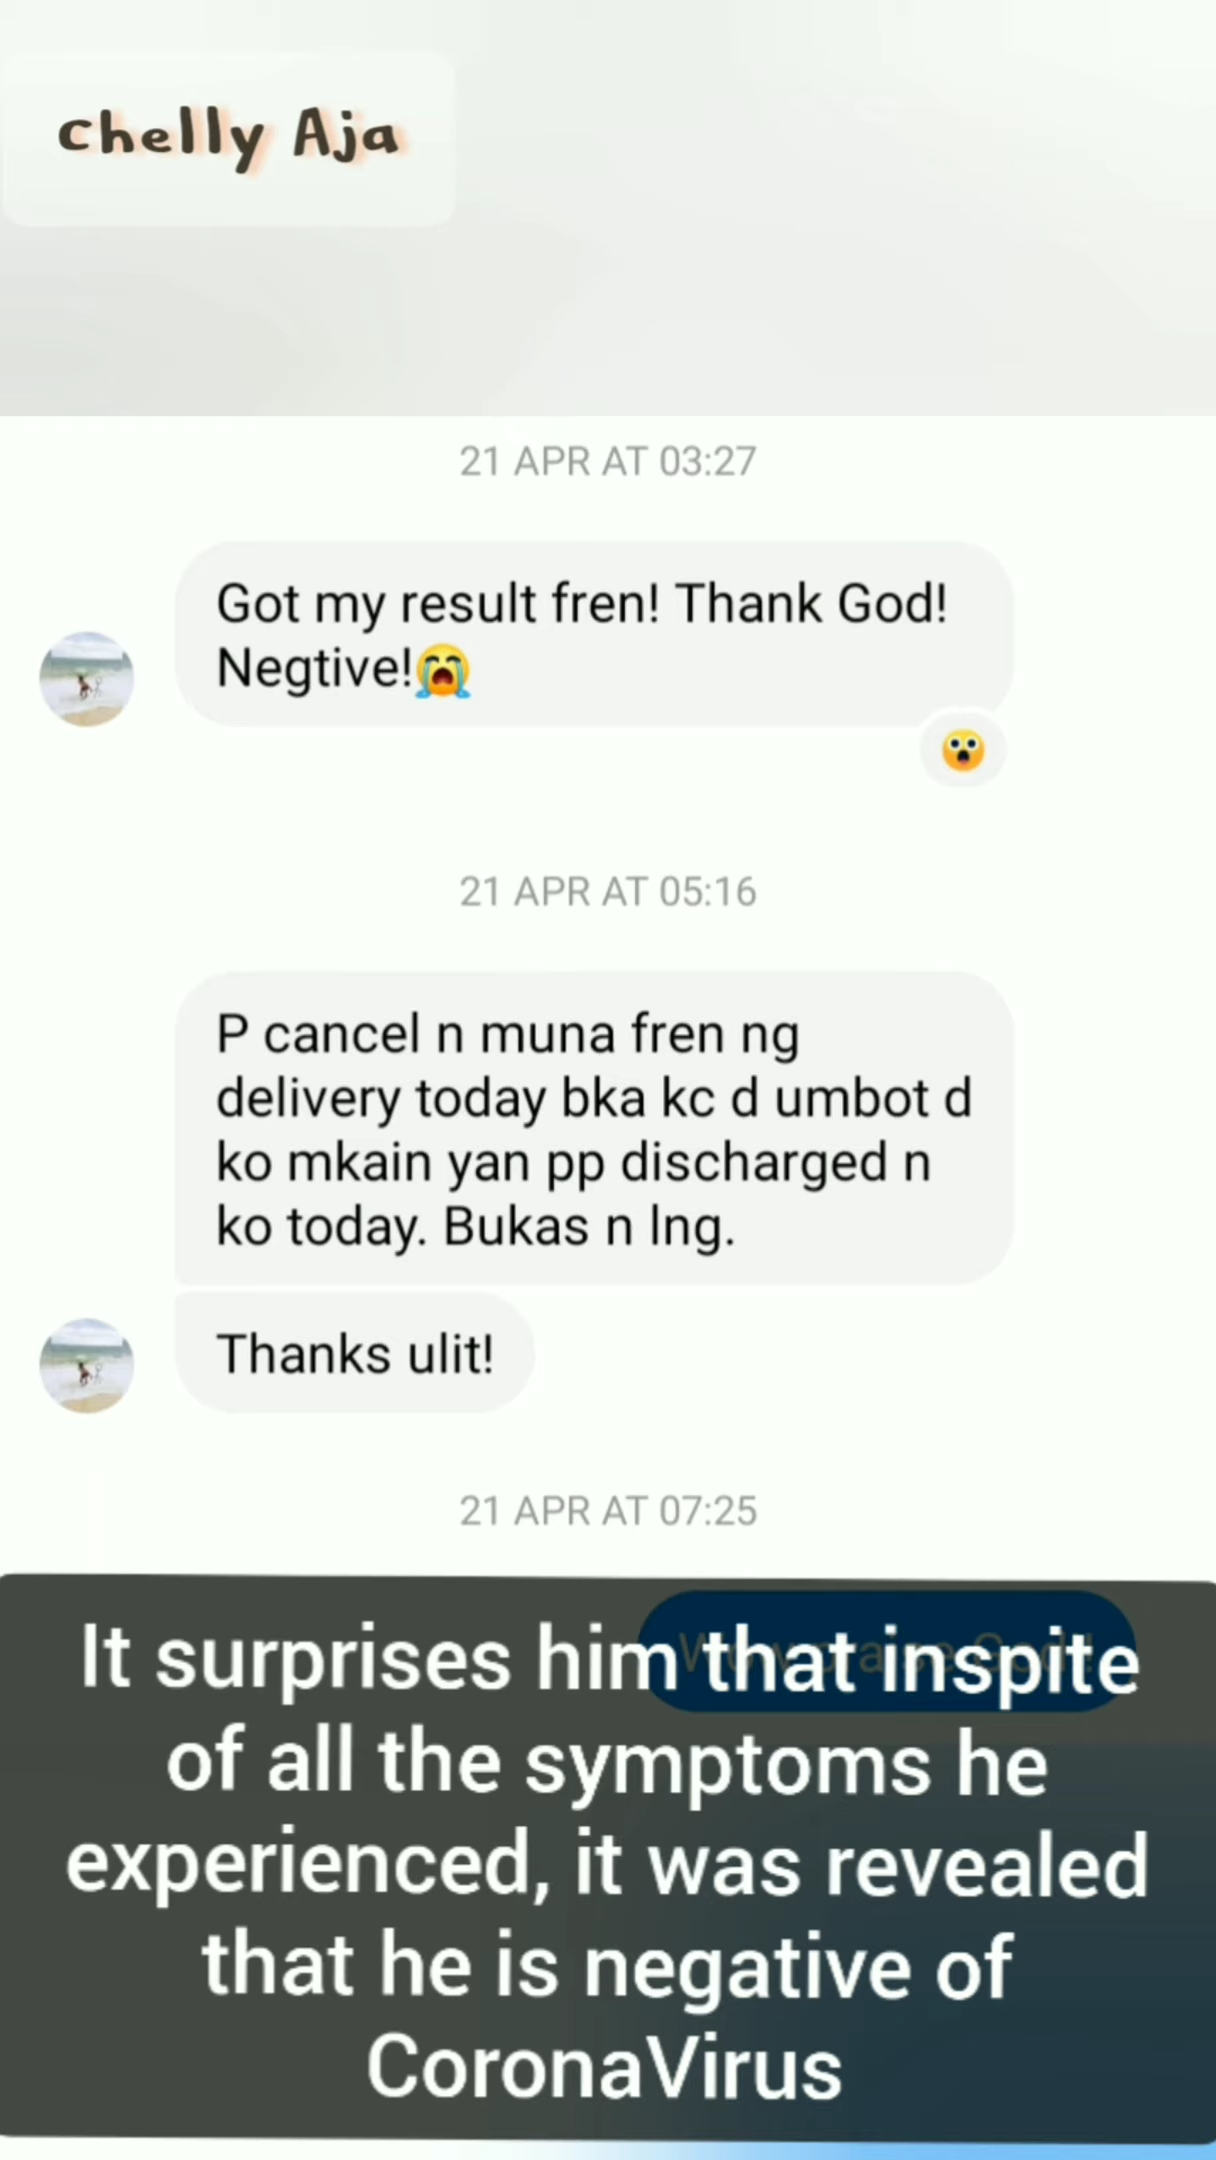 Chelly Aja
21 APR AT 03:27
Got my result fren! Thank God!
Negtive!😭
😮
21 APR AT 05:16
P cancel n muna fren ng
delivery today bka kc d umbot d
ko mkain yan pp discharged n
ko today. Bukas n lng.
Thanks ulit!
21 APR AT 07:25
It surprises him that inspite
of all the symptoms he
experienced, it was revealed
that he is negative of
CoronaVirus